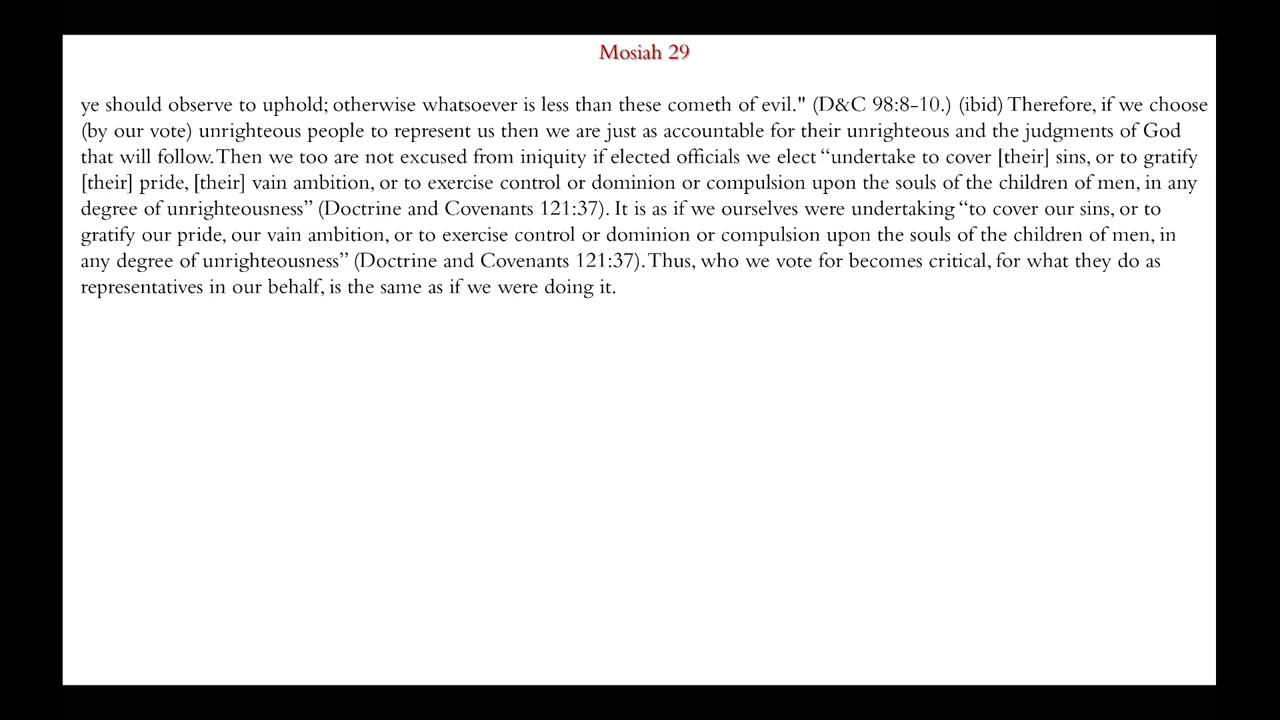 Mosiah 29
ye should observe to uphold; otherwise whatsoever is less than these cometh of evil." (D&C 98:8-10.) (ibid) Therefore, if we choose
(by our vote) unrighteous people to represent us then we are just as accountable for their unrighteous and the judgments of God
that will follow. Then we too are not excused from iniquity if elected officials we elect “undertake to cover [their] sins, or to gratify
[their] pride, [their] vain ambition, or to exercise control or dominion or compulsion upon the souls of the children of men, in any
degree of unrighteousness” (Doctrine and Covenants 121:37). It is as if we ourselves were undertaking “to cover our sins, or to
gratify our pride, our vain ambition, or to exercise control or dominion or compulsion upon the souls of the children of men, in
any degree of unrighteousness” (Doctrine and Covenants 121:37). Thus, who we vote for becomes critical, for what they do as
representatives in our behalf, is the same as if we were doing it.